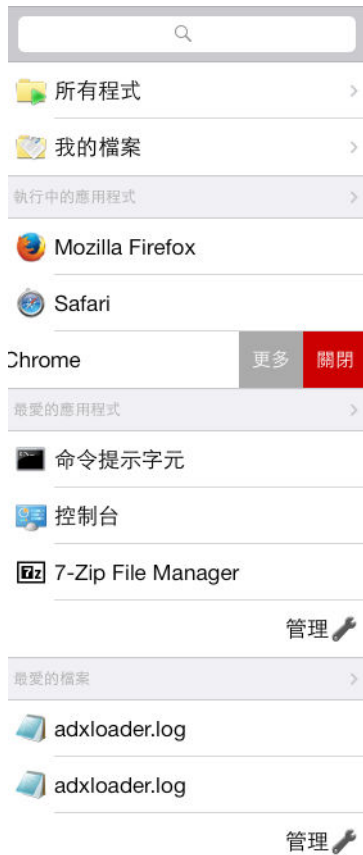 所有程式
我的檔案
執行中的應用程式
Mozilla Firefox
Safari
Chrome 更多 關閉
最愛的應用程式
命令提示字元
控制台
7z 7-Zip File Manager
管理
最愛的檔案
adxloader.log
adxloader.log
管理